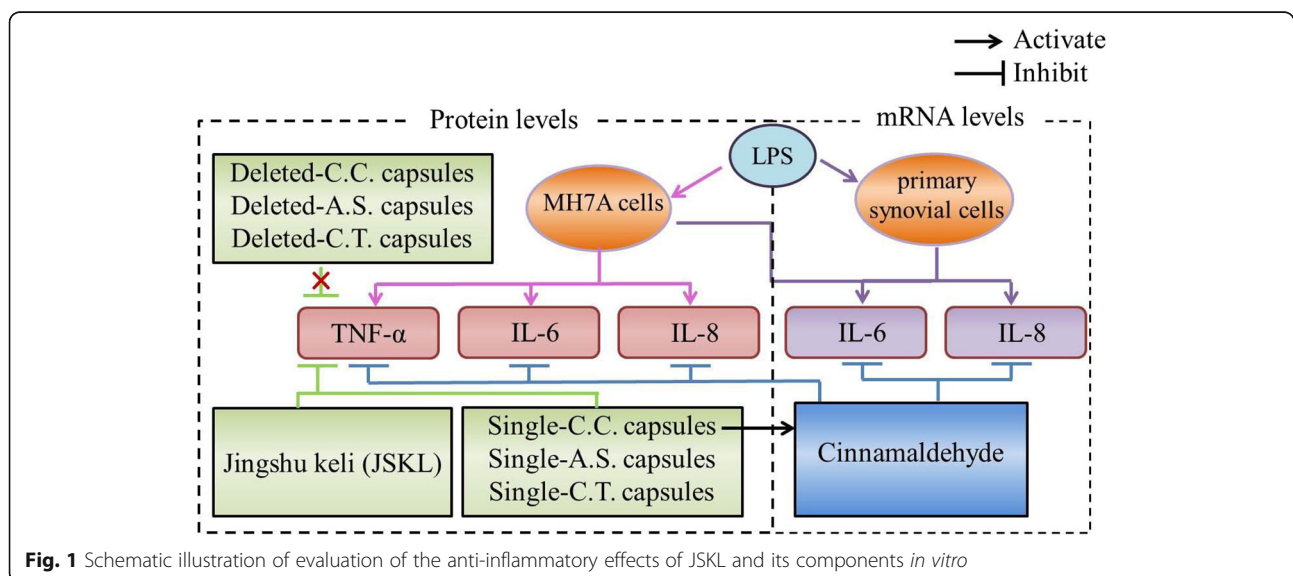 Activate
Inhibit
Protein levels
mRNA levels
LPS
Deleted-C.C. capsules
Deleted-A.S. capsules
Deleted-C.T. capsules
MH7A cells
primary
synovial cells
TNF-α
IL-6
IL-8
IL-6
IL-8
Jingshu keli (JSKL)
Single-C.C. capsules
Single-A.S. capsules
Single-C.T. capsules
Cinnamaldehyde
Fig. 1 Schematic illustration of evaluation of the anti-inflammatory effects of JSKL and its components in vitro